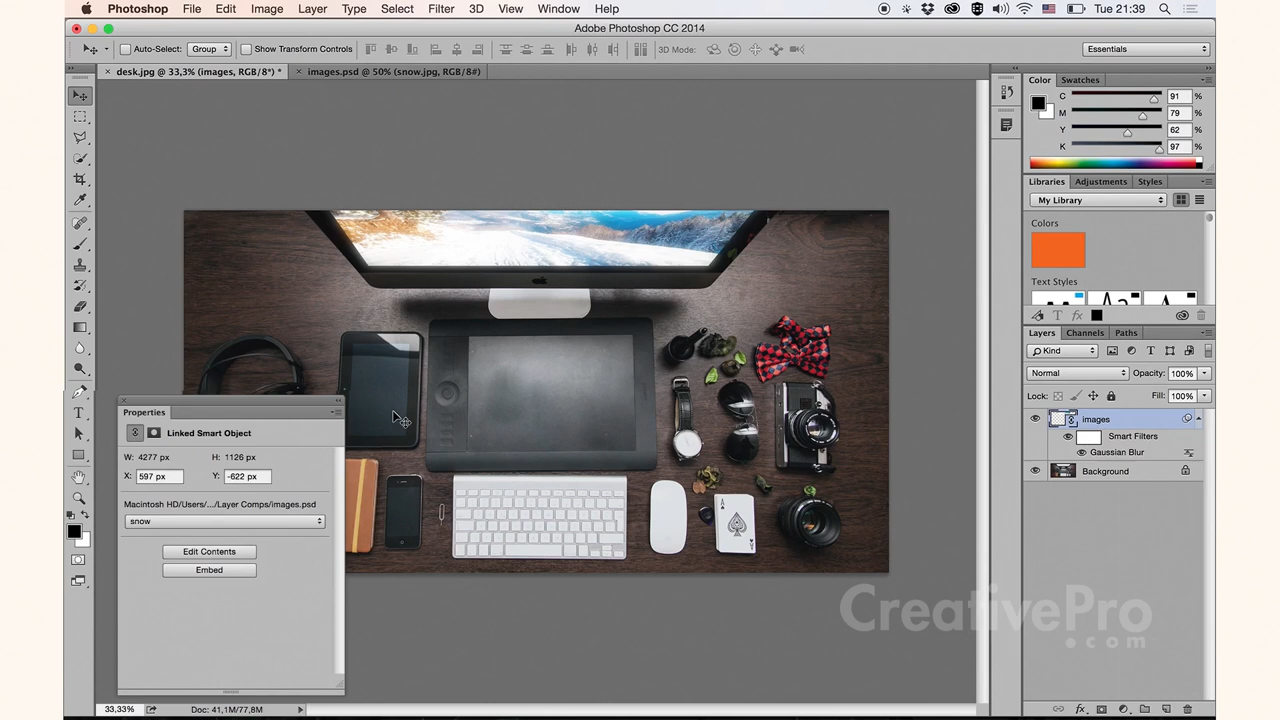 Photoshop File Edit Image Layer Type Select Filter 3D View Window Help Tue 21:39
Adobe Photoshop CC 2014
Auto-Select: Group Show Transform Controls 3D Mode: Essentials
× desk.jpg @ 33,3% (images, RGB/8*) * × images.psd @ 50% (snow.jpg, RGB/8#)
Color Swatches
C 91 %
M 79 %
Y 62 %
K 97 %
Libraries Adjustments Styles
My Library
Colors
Text Styles
Layers Channels Paths
Kind
Normal Opacity: 100%
Lock: Fill: 100%
images
Smart Filters
Gaussian Blur
Background
Properties
Linked Smart Object
W: 4277 px H: 1126 px
X: 597 px Y: -622 px
Macintosh HD/Users/.../Layer Comps/images.psd
snow
Edit Contents
Embed
CreativePro
.com
33,33% Doc: 41,1M/77,8M